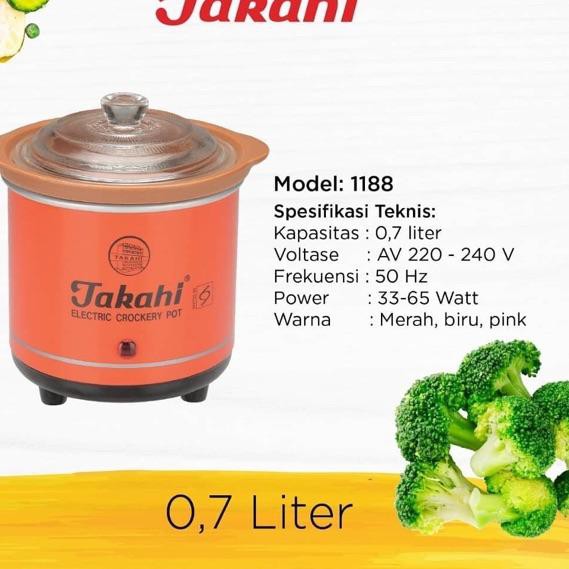 Takahi
Model: 1188
Spesifikasi Teknis:
Kapasitas : 0,7 liter
Voltase : AV 220 - 240 V
Frekuensi : 50 Hz
Power : 33-65 Watt
Warna : Merah, biru, pink
TAKAHI
Takahi®
ELECTRIC CROCKERY POT
0,7 Liter